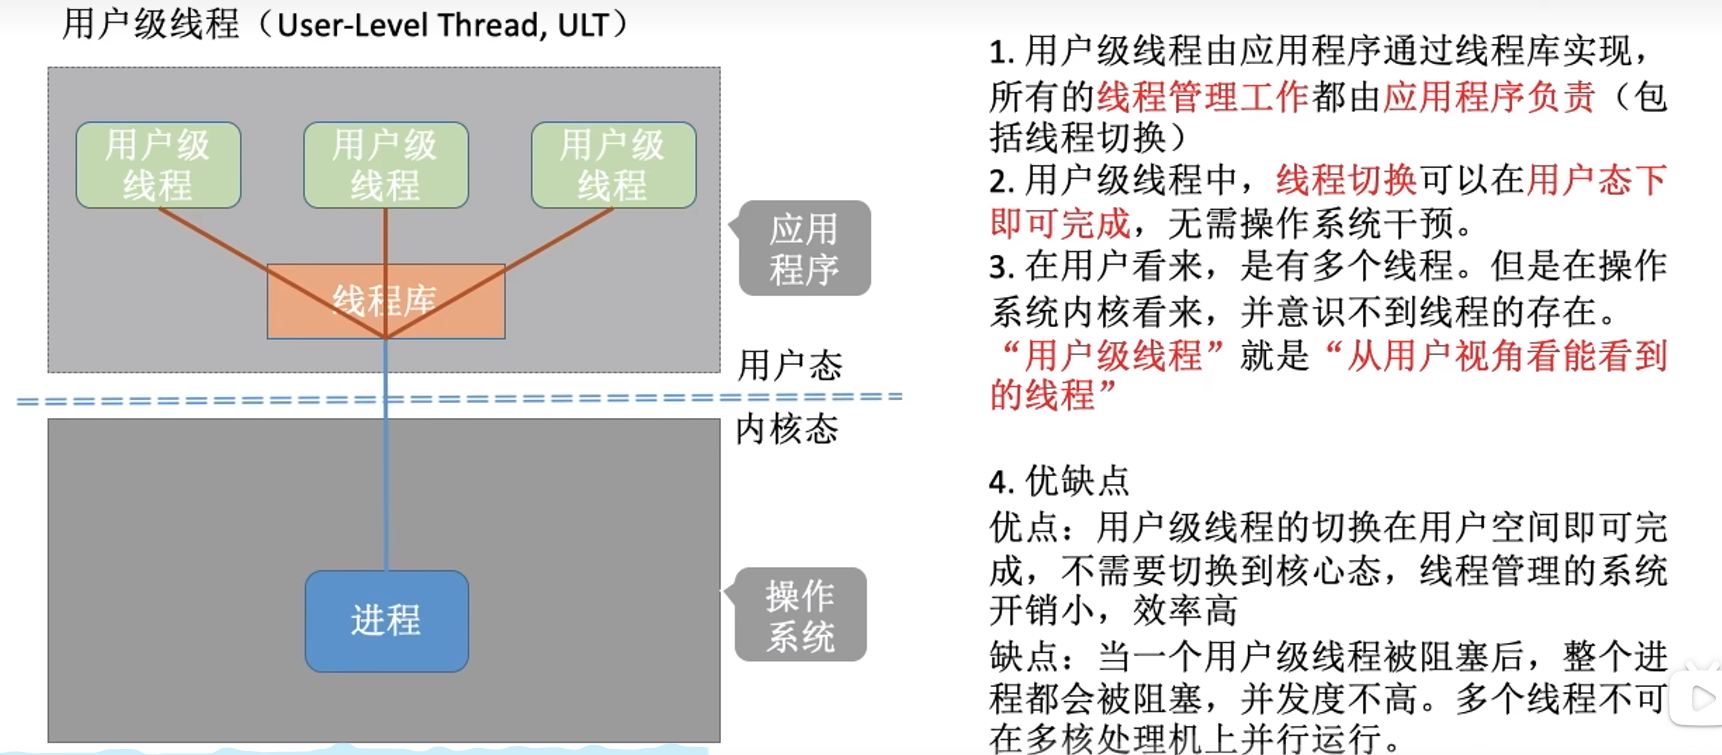 用户级线程（User-Level Thread, ULT）
用户级
线程
用户级
线程
用户级
线程
线程库
应用
程序
用户态
内核态
进程
操作
系统
1. 用户级线程由应用程序通过线程库实现，
所有的线程管理工作都由应用程序负责（包
括线程切换）
2. 用户级线程中，线程切换可以在用户态下
即可完成，无需操作系统干预。
3. 在用户看来，是有多个线程。但是在操作
系统内核看来，并意识不到线程的存在。
“用户级线程”就是“从用户视角看能看到
的线程”
4. 优缺点
优点：用户级线程的切换在用户空间即可完
成，不需要切换到核心态，线程管理的系统
开销小，效率高
缺点：当一个用户级线程被阻塞后，整个进
程都会被阻塞，并发度不高。多个线程不可
在多核处理机上并行运行。